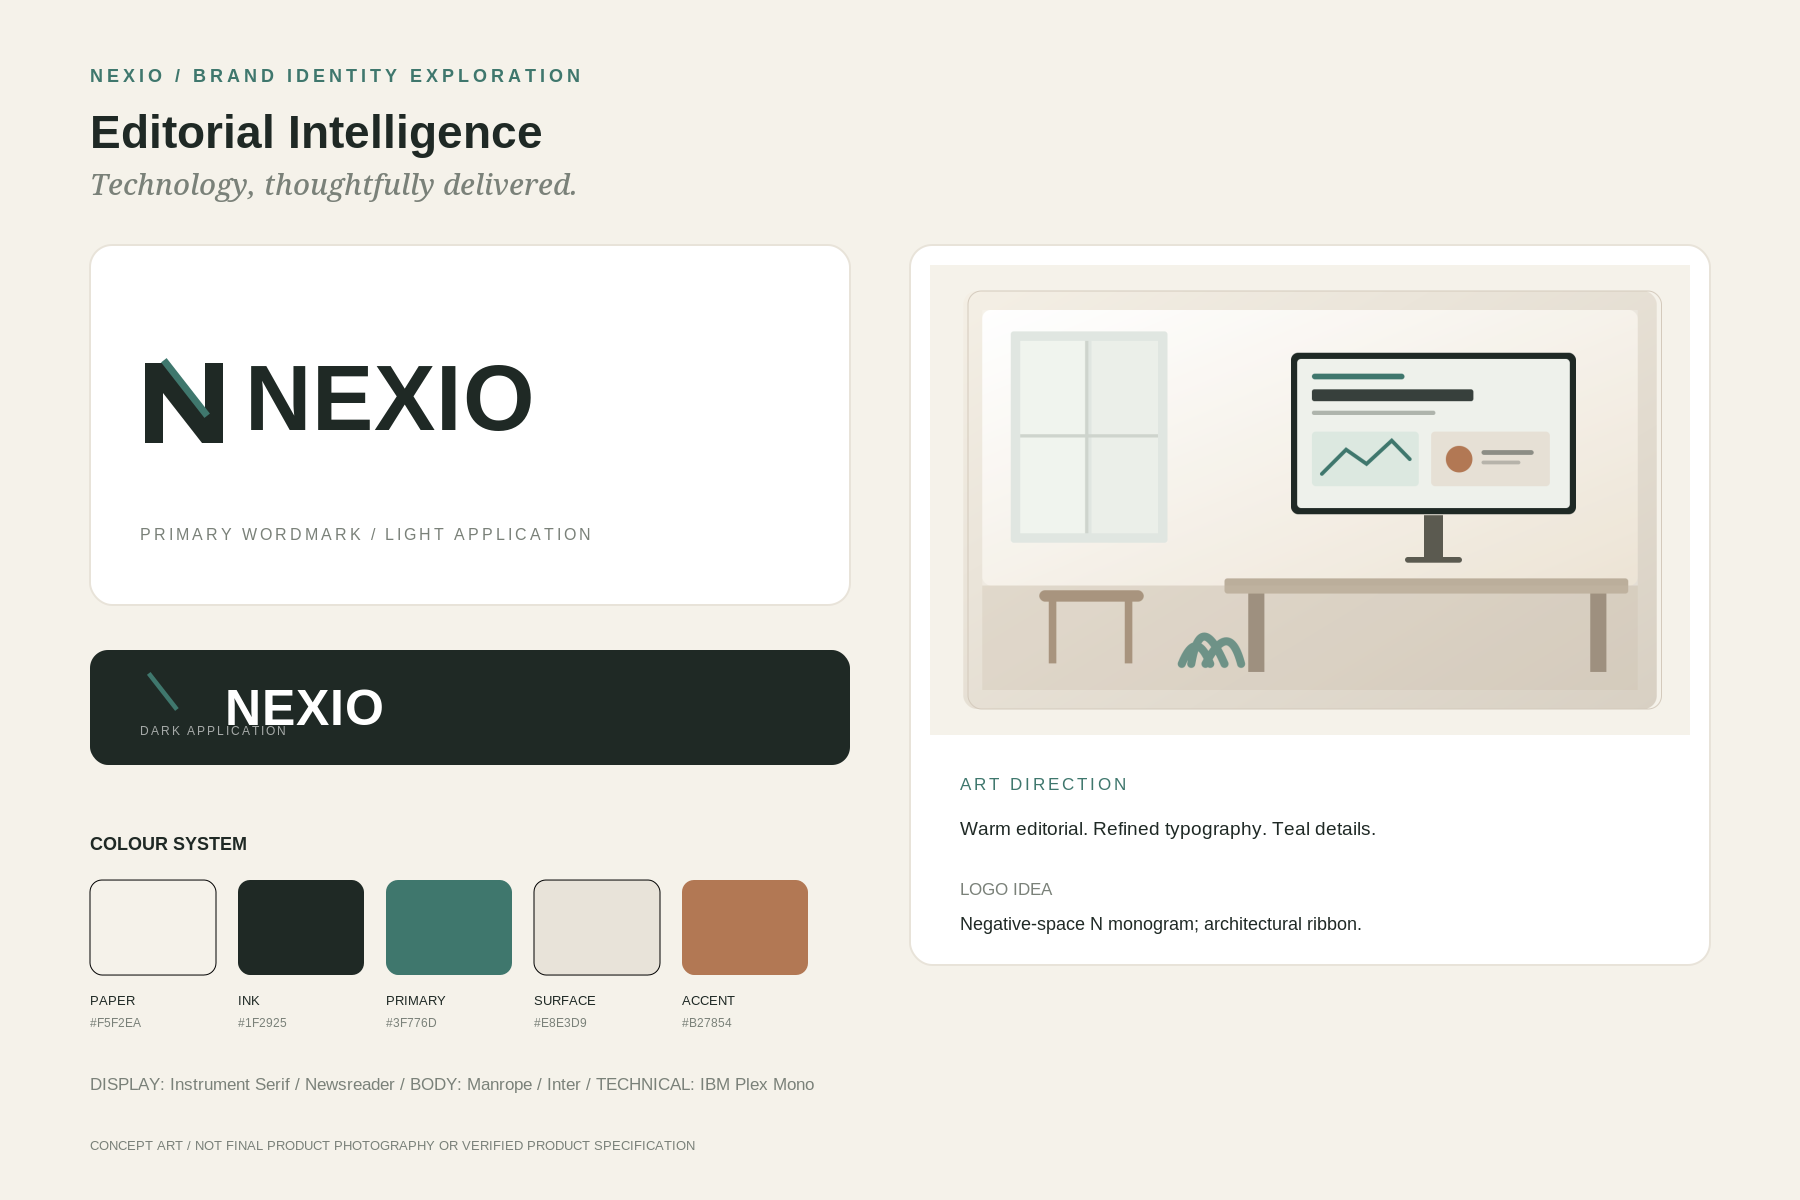 NEXIO / BRAND IDENTITY EXPLORATION
Editorial Intelligence
Technology, thoughtfully delivered.
N NEXIO
PRIMARY WORDMARK / LIGHT APPLICATION
NEXIO
DARK APPLICATION
COLOUR SYSTEM
PAPER
#F5F2EA
INK
#1F2925
PRIMARY
#3F776D
SURFACE
#E8E3D9
ACCENT
#B27854
DISPLAY: Instrument Serif / Newsreader / BODY: Manrope / Inter / TECHNICAL: IBM Plex Mono
CONCEPT ART / NOT FINAL PRODUCT PHOTOGRAPHY OR VERIFIED PRODUCT SPECIFICATION
ART DIRECTION
Warm editorial. Refined typography. Teal details.
LOGO IDEA
Negative-space N monogram; architectural ribbon.